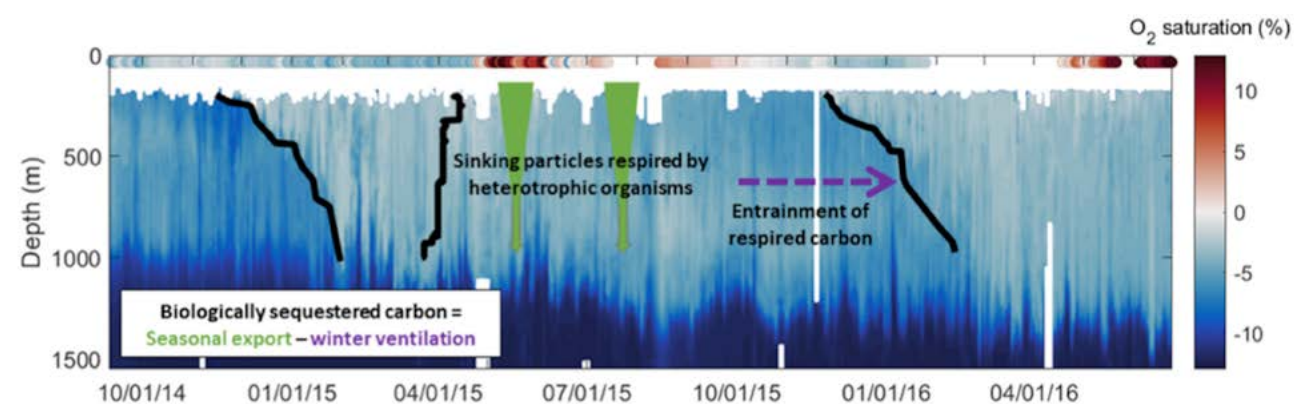 O2 saturation (%)
0
500
1000
1500
Depth (m)
Sinking particles respired by
heterotrophic organisms
Entrainment of
respired carbon
Biologically sequestered carbon =
Seasonal export – winter ventilation
10/01/14
01/01/15
04/01/15
07/01/15
10/01/15
01/01/16
04/01/16
10
5
0
-5
-10